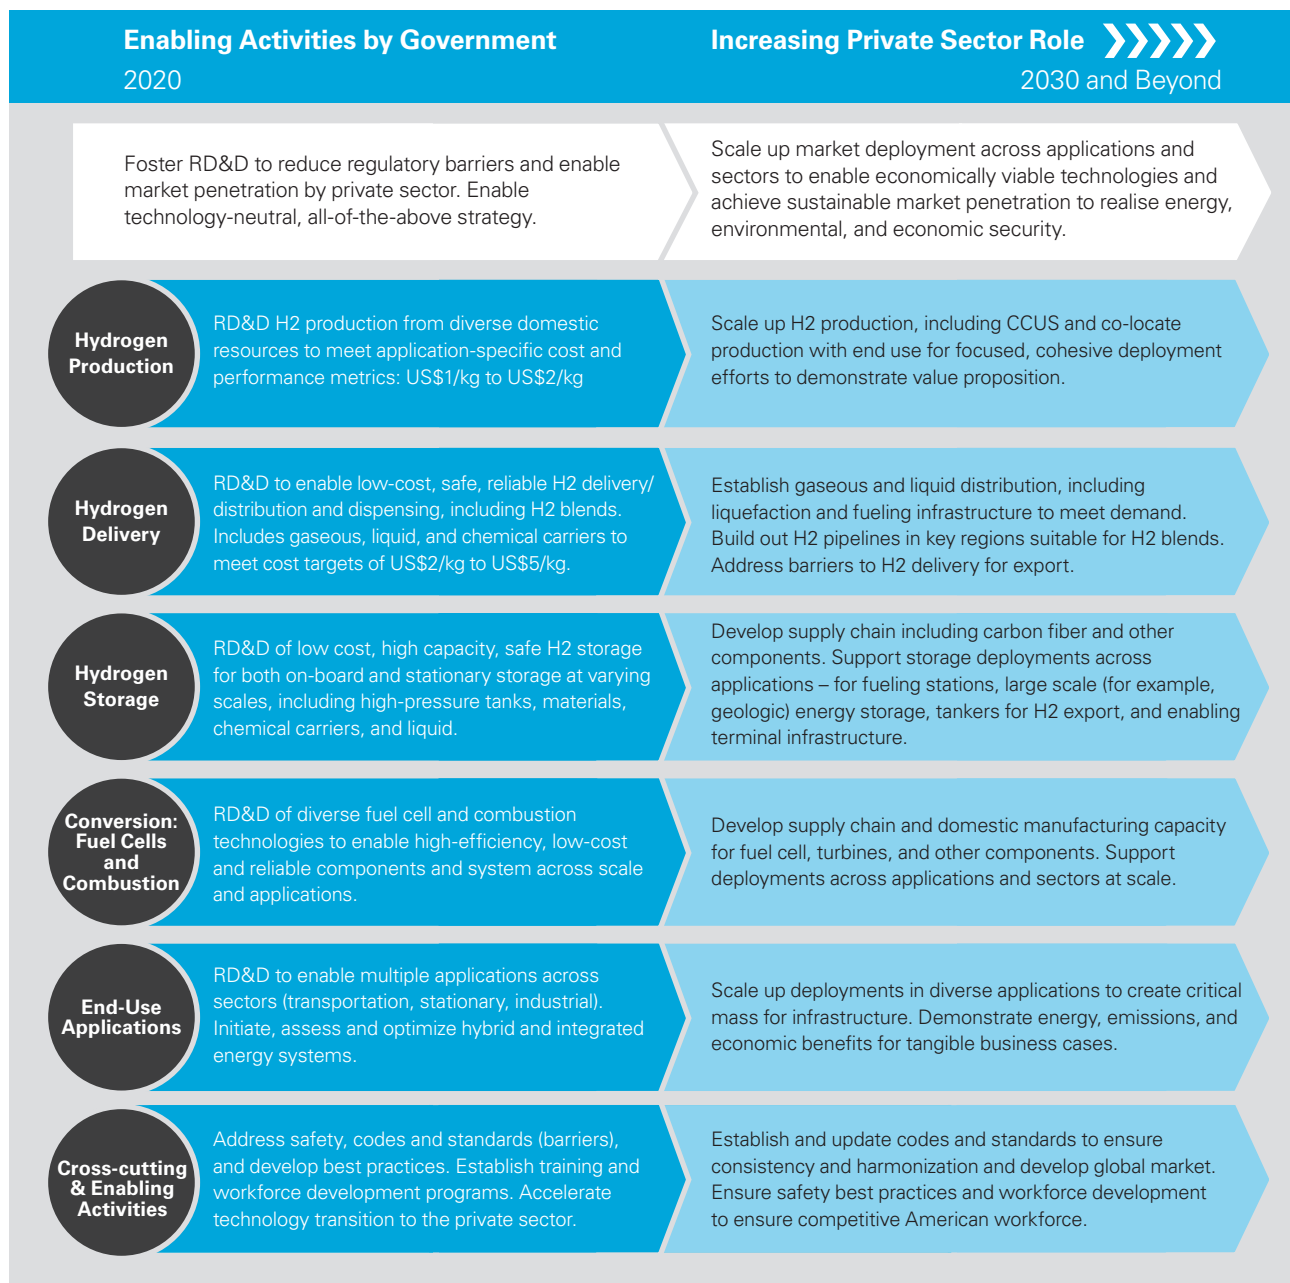 Enabling Activities by Government
2020
Increasing Private Sector Role
2030 and Beyond
Foster RD&D to reduce regulatory barriers and enable
market penetration by private sector. Enable
technology-neutral, all-of-the-above strategy.
Scale up market deployment across applications and
sectors to enable economically viable technologies and
achieve sustainable market penetration to realise energy,
environmental, and economic security.
Hydrogen
Production
RD&D H2 production from diverse domestic
resources to meet application-specific cost and
performance metrics: US$1/kg to US$2/kg
Scale up H2 production, including CCUS and co-locate
production with end use for focused, cohesive deployment
efforts to demonstrate value proposition.
Hydrogen
Delivery
RD&D to enable low-cost, safe, reliable H2 delivery/
distribution and dispensing, including H2 blends.
Includes gaseous, liquid, and chemical carriers to
meet cost targets of US$2/kg to US$5/kg.
Establish gaseous and liquid distribution, including
liquefaction and fueling infrastructure to meet demand.
Build out H2 pipelines in key regions suitable for H2 blends.
Address barriers to H2 delivery for export.
Hydrogen
Storage
RD&D of low cost, high capacity, safe H2 storage
for both on-board and stationary storage at varying
scales, including high-pressure tanks, materials,
chemical carriers, and liquid.
Develop supply chain including carbon fiber and other
components. Support storage deployments across
applications – for fueling stations, large scale (for example,
geologic) energy storage, tankers for H2 export, and enabling
terminal infrastructure.
Conversion:
Fuel Cells
and
Combustion
RD&D of diverse fuel cell and combustion
technologies to enable high-efficiency, low-cost
and reliable components and system across scale
and applications.
Develop supply chain and domestic manufacturing capacity
for fuel cell, turbines, and other components. Support
deployments across applications and sectors at scale.
End-Use
Applications
RD&D to enable multiple applications across
sectors (transportation, stationary, industrial).
Initiate, assess and optimize hybrid and integrated
energy systems.
Scale up deployments in diverse applications to create critical
mass for infrastructure. Demonstrate energy, emissions, and
economic benefits for tangible business cases.
Cross-cutting
& Enabling
Activities
Address safety, codes and standards (barriers),
and develop best practices. Establish training and
workforce development programs. Accelerate
technology transition to the private sector.
Establish and update codes and standards to ensure
consistency and harmonization and develop global market.
Ensure safety best practices and workforce development
to ensure competitive American workforce.